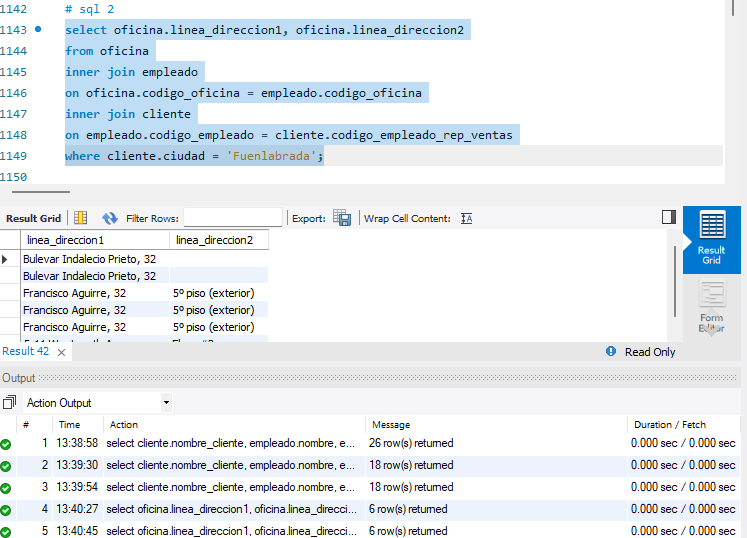 1142 # sql 2
1143 select oficina.linea_direccion1, oficina.linea_direccion2
1144 from oficina
1145 inner join empleado
1146 on oficina.codigo_oficina = empleado.codigo_oficina
1147 inner join cliente
1148 on empleado.codigo_empleado = cliente.codigo_empleado_rep_ventas
1149 where cliente.ciudad = 'Fuenlabrada';
1150
Result Grid Filter Rows: Export: Wrap Cell Content:
linea_direccion1 linea_direccion2
Bulevar Indalecio Prieto, 32
Bulevar Indalecio Prieto, 32
Francisco Aguirre, 32 5º piso (exterior)
Francisco Aguirre, 32 5º piso (exterior)
Francisco Aguirre, 32 5º piso (exterior)
Result Grid
Form Editor
Result 42 Read Only
Output
Action Output
# Time Action Message Duration / Fetch
1 13:38:58 select cliente.nombre_cliente, empleado.nombre, e... 26 row(s) returned 0.000 sec / 0.000 sec
2 13:39:30 select cliente.nombre_cliente, empleado.nombre, e... 18 row(s) returned 0.000 sec / 0.000 sec
3 13:39:54 select cliente.nombre_cliente, empleado.nombre, e... 18 row(s) returned 0.000 sec / 0.000 sec
4 13:40:27 select oficina.linea_direccion1, oficina.linea_direcci... 6 row(s) returned 0.000 sec / 0.000 sec
5 13:40:45 select oficina.linea_direccion1, oficina.linea_direcci... 6 row(s) returned 0.000 sec / 0.000 sec